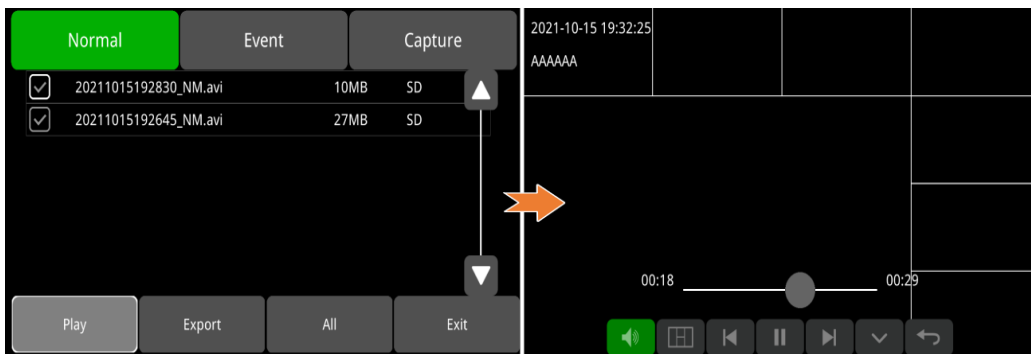 Normal Event Capture
20211015192830_NM.avi 10MB SD
20211015192645_NM.avi 27MB SD
Play Export All Exit
2021-10-15 19:32:25
AAAAAA
00:18 00:29